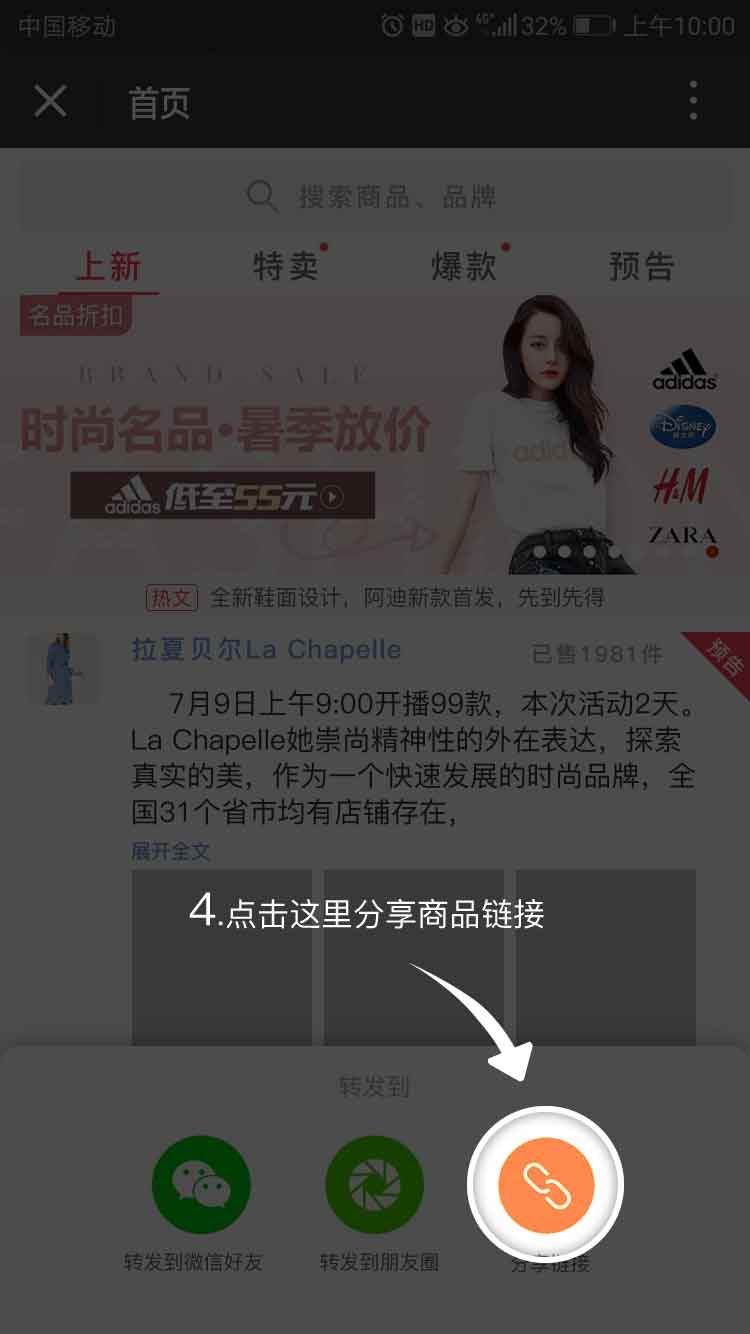 中国移动
HD 4G 32% 上午10:00
首页
搜索商品、品牌
上新 特卖 爆款 预告
名品折扣
BRAND SALE
时尚名品·暑季放价
adidas 低至55元
adidas
adidas
Disney
H&M
ZARA
热文 全新鞋面设计，阿迪新款首发，先到先得
拉夏贝尔La Chapelle 已售1981件
预告
7月9日上午9:00开播99款，本次活动2天。
La Chapelle她崇尚精神性的外在表达，探索
真实的美，作为一个快速发展的时尚品牌，全
国31个省市均有店铺存在，
展开全文
4.点击这里分享商品链接
转发到
转发到微信好友 转发到朋友圈 分享链接